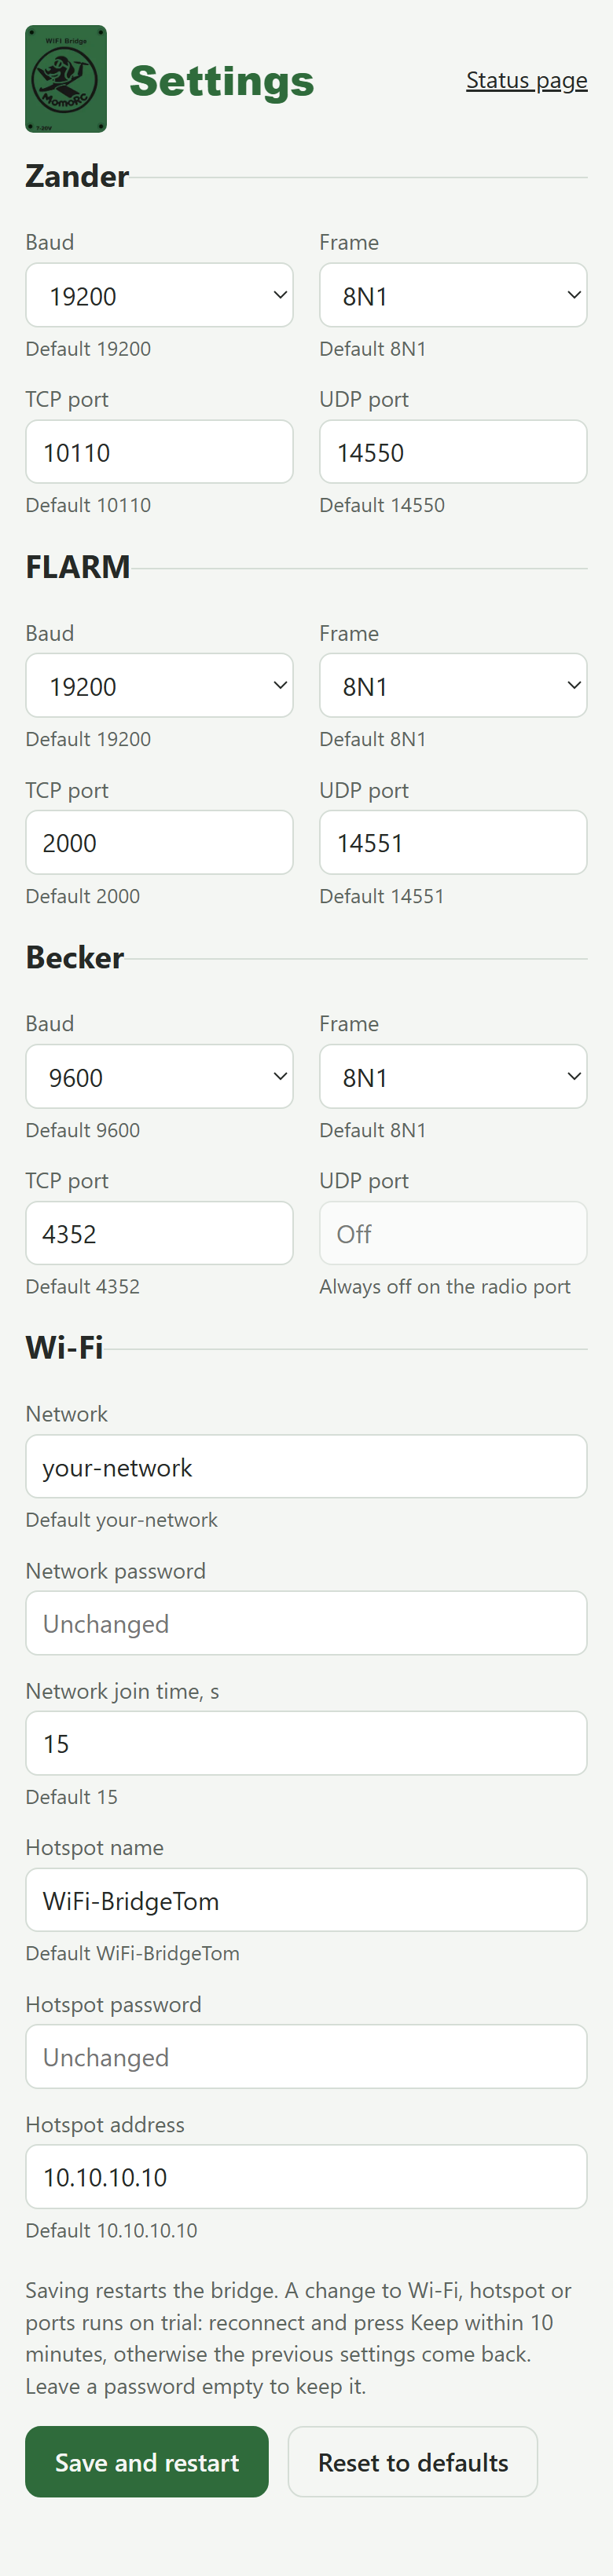 WIFI Bridge
MomoRC
Settings
Status page
Zander
Baud
Frame
19200
8N1
Default 19200
Default 8N1
TCP port
UDP port
10110
14550
Default 10110
Default 14550
FLARM
Baud
Frame
19200
8N1
Default 19200
Default 8N1
TCP port
UDP port
2000
14551
Default 2000
Default 14551
Becker
Baud
Frame
9600
8N1
Default 9600
Default 8N1
TCP port
UDP port
4352
Off
Default 4352
Always off on the radio port
Wi-Fi
Network
your-network
Default your-network
Network password
Unchanged
Network join time, s
15
Default 15
Hotspot name
WiFi-BridgeTom
Default WiFi-BridgeTom
Hotspot password
Unchanged
Hotspot address
10.10.10.10
Default 10.10.10.10
Saving restarts the bridge. A change to Wi-Fi, hotspot or
ports runs on trial: reconnect and press Keep within 10
minutes, otherwise the previous settings come back.
Leave a password empty to keep it.
Save and restart
Reset to defaults